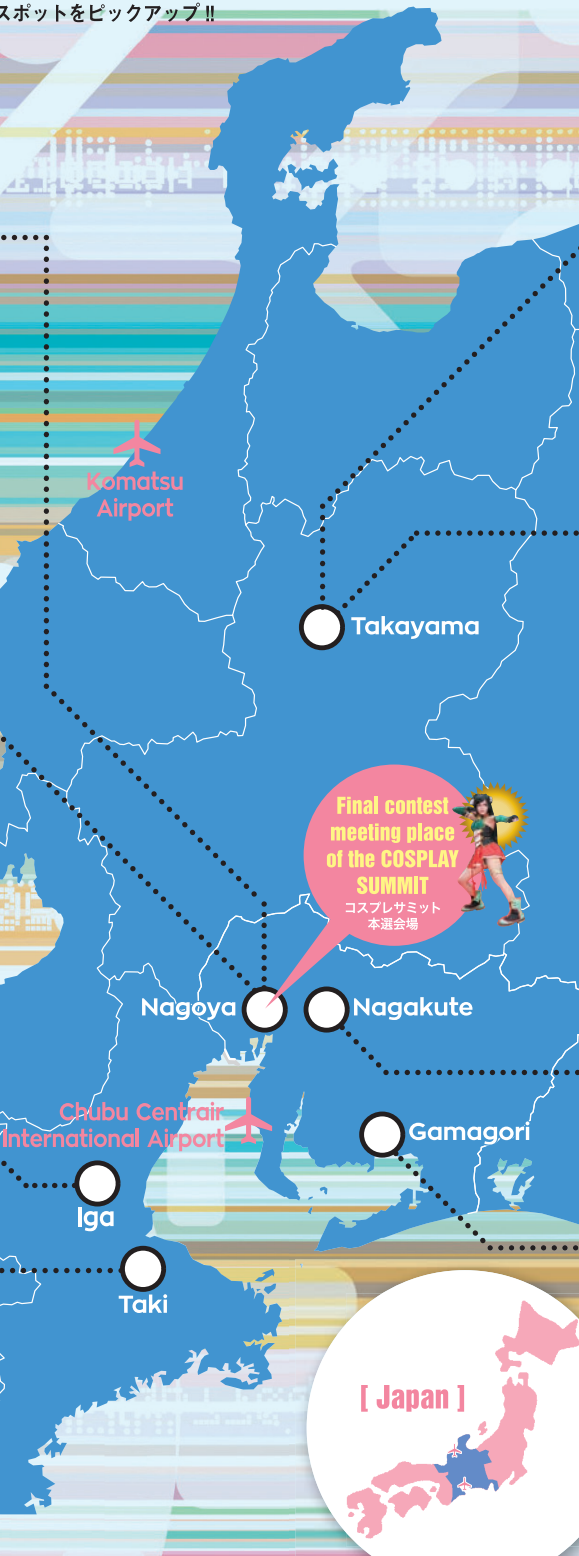 スポットをピックアップ!!
Komatsu
Airport
Takayama
Final contest
meeting place
of the COSPLAY
SUMMIT
コスプレサミット
本選会場
Nagoya
Nagakute
Chubu Centrair
International Airport
Gamagori
Iga
Taki
[ Japan ]